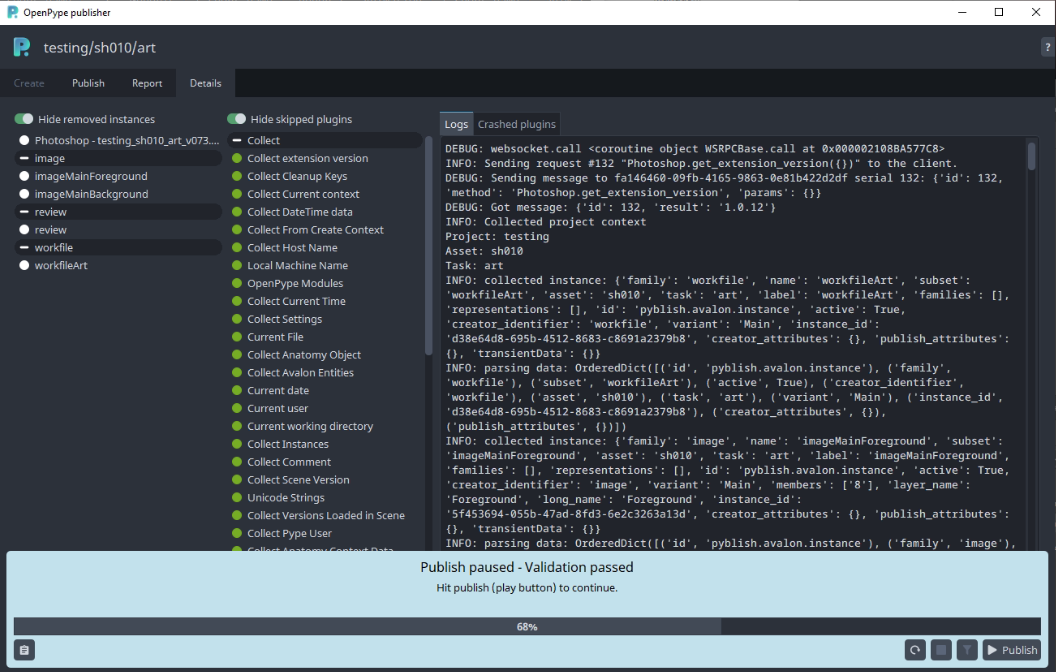 OpenPype publisher
testing/sh010/art
?
Create Publish Report Details
Hide removed instances
Photoshop - testing_sh010_art_v073....
image
imageMainForeground
imageMainBackground
review
review
workfile
workfileArt
Hide skipped plugins
Collect
Collect extension version
Collect Cleanup Keys
Collect Current context
Collect DateTime data
Collect From Create Context
Collect Host Name
Local Machine Name
OpenPype Modules
Collect Current Time
Collect Settings
Current File
Collect Anatomy Object
Collect Avalon Entities
Current date
Current user
Current working directory
Collect Instances
Collect Comment
Collect Scene Version
Unicode Strings
Collect Versions Loaded in Scene
Collect Pype User
Collect Anatomy Context Data
Logs Crashed plugins
DEBUG: websocket.call <coroutine object WSRPCBase.call at 0x000002108BA577C8>
INFO: Sending request #132 "Photoshop.get_extension_version({})" to the client.
DEBUG: Sending message to fa146460-09fb-4165-9863-0e81b422d2df serial 132: {'id': 132,
'method': 'Photoshop.get_extension_version', 'params': {}}
DEBUG: Got message: {'id': 132, 'result': '1.0.12'}
INFO: Collected project context
Project: testing
Asset: sh010
Task: art
INFO: collected instance: {'family': 'workfile', 'name': 'workfileArt', 'subset':
'workfileArt', 'asset': 'sh010', 'task': 'art', 'label': 'workfileArt', 'families': [],
'representations': [], 'id': 'pyblish.avalon.instance', 'active': True,
'creator_identifier': 'workfile', 'variant': 'Main', 'instance_id':
'd38e64d8-695b-4512-8683-c8691a2379b8', 'creator_attributes': {}, 'publish_attributes':
{}, 'transientData': {}}
INFO: parsing data: OrderedDict([('id', 'pyblish.avalon.instance'), ('family',
'workfile'), ('subset', 'workfileArt'), ('active', True), ('creator_identifier',
'workfile'), ('asset', 'sh010'), ('task', 'art'), ('variant', 'Main'), ('instance_id',
'd38e64d8-695b-4512-8683-c8691a2379b8'), ('creator_attributes', {}),
('publish_attributes', {})])
INFO: collected instance: {'family': 'image', 'name': 'imageMainForeground', 'subset':
'imageMainForeground', 'asset': 'sh010', 'task': 'art', 'label': 'imageMainForeground',
'families': [], 'representations': [], 'id': 'pyblish.avalon.instance', 'active': True,
'creator_identifier': 'image', 'variant': 'Main', 'members': ['8'], 'layer_name':
'Foreground', 'long_name': 'Foreground', 'instance_id':
'5f453694-055b-47ad-8fd3-6e2c3263a13d', 'creator_attributes': {}, 'publish_attributes':
{}, 'transientData': {}}
INFO: parsing data: OrderedDict([('id', 'pyblish.avalon.instance'), ('family', 'image'),
Publish paused - Validation passed
Hit publish (play button) to continue.
68%
Publish